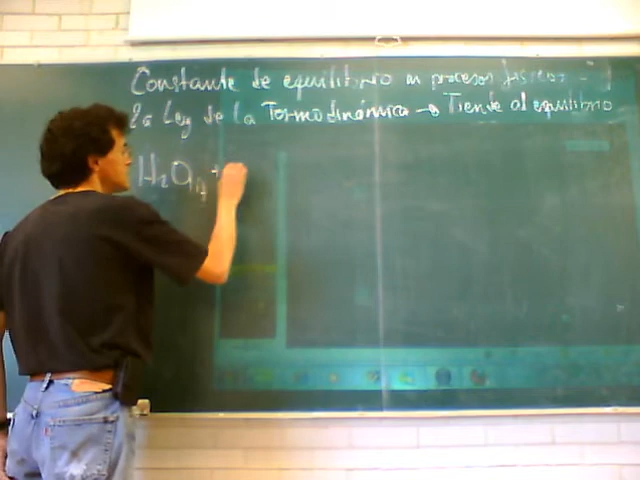 Constante de equilibrio en procesos físicos
2a Ley de la Termodinámica → Tiende al equilibrio
H₂O